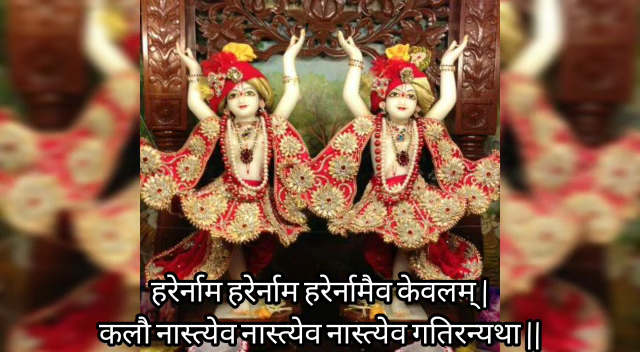 हरेर्नाम हरेर्नाम हरेर्नामैव केवलम् |
कलौ नास्त्येव नास्त्येव नास्त्येव गतिरन्यथा ||